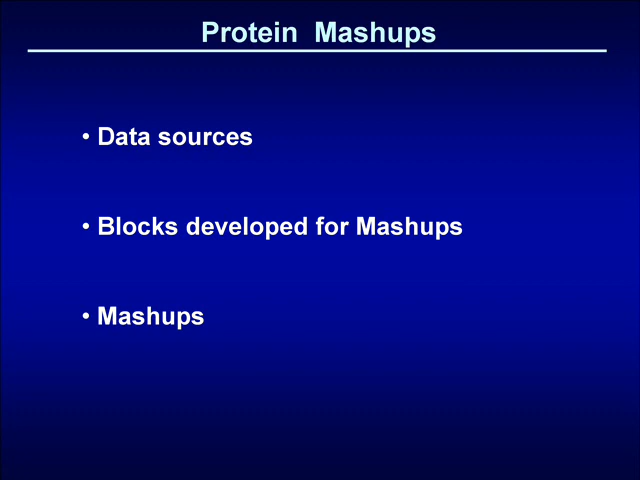 Protein  Mashups
• Data sources
• Blocks developed for Mashups
• Mashups